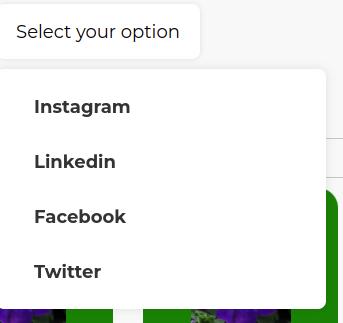 Select your option
Instagram
Linkedin
Facebook
Twitter